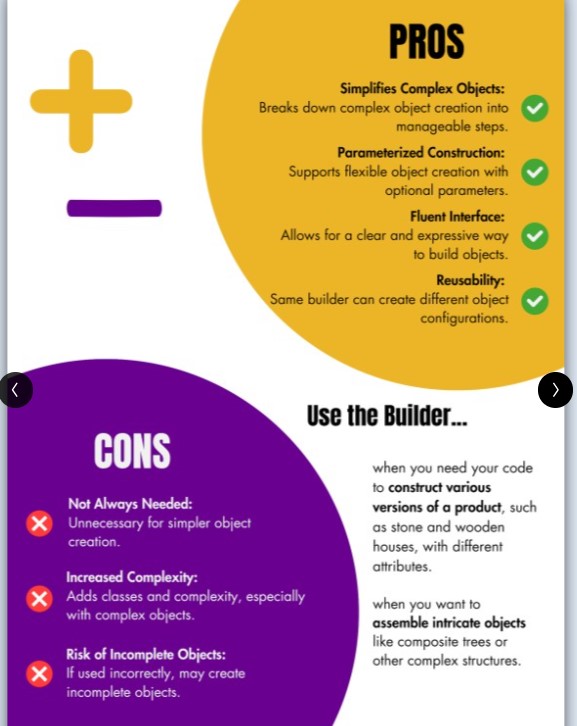 PROS
Simplifies Complex Objects:
Breaks down complex object creation into
manageable steps.
Parameterized Construction:
Supports flexible object creation with
optional parameters.
Fluent Interface:
Allows for a clear and expressive way
to build objects.
Reusability:
Same builder can create different object
configurations.
CONS
Not Always Needed:
Unnecessary for simpler object
creation.
Increased Complexity:
Adds classes and complexity, especially
with complex objects.
Risk of Incomplete Objects:
If used incorrectly, may create
incomplete objects.
Use the Builder...
when you need your code
to construct various
versions of a product, such
as stone and wooden
houses, with different
attributes.
when you want to
assemble intricate objects
like composite trees or
other complex structures.